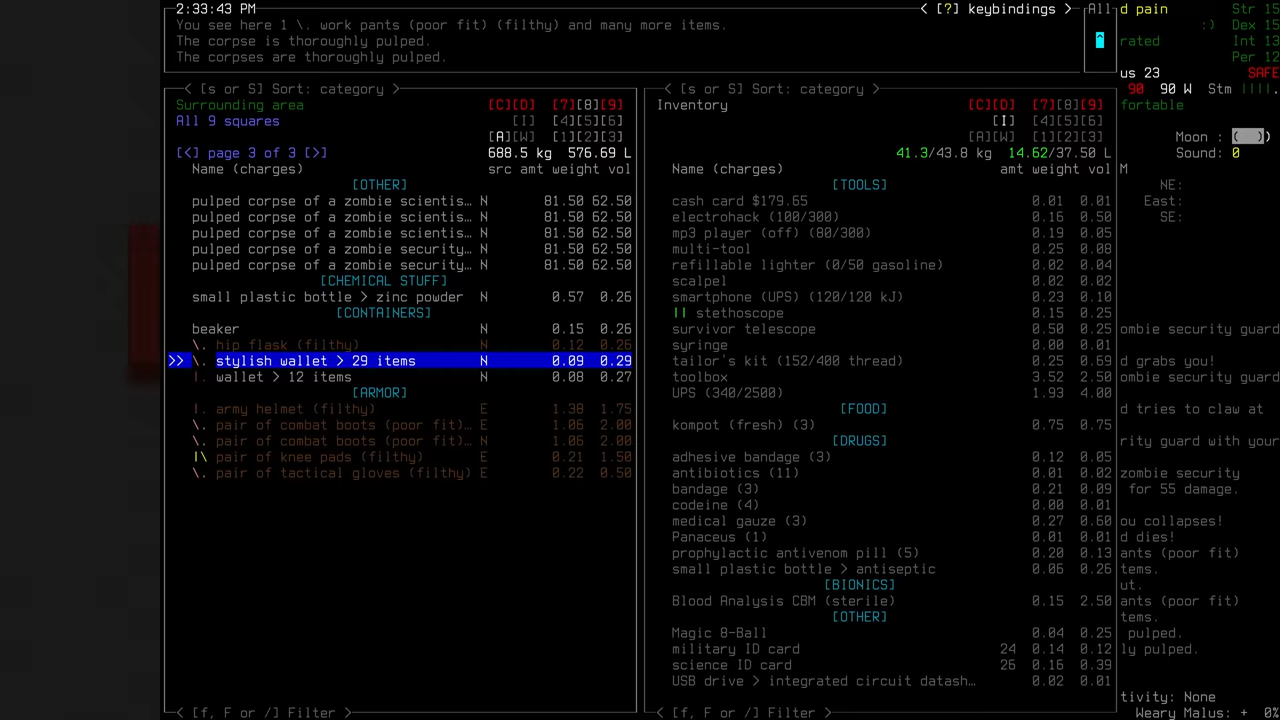 2:33:43 PM < [?] keybindings > All d pain Str 15
You see here 1 \. work pants (poor fit) (filthy) and many more items. :) Dex 15
The corpse is thoroughly pulped. ^ rated Int 13
The corpses are thoroughly pulped. Per 12
us 23 SAFE
< [s or S] Sort: category > < [s or S] Sort: category > 90 90 W Stm ||||.
Surrounding area [C][D] [7][8][9] Inventory [C][D] [7][8][9] fortable
All 9 squares [I] [4][5][6] [I] [4][5][6]
[A][W] [1][2][3] [A][W] [1][2][3] Moon : ( )
[<] page 3 of 3 [>] 688.5 kg 576.69 L 41.3/43.8 kg 14.62/37.50 L Sound: 0
Name (charges) src amt weight vol Name (charges) amt weight vol M
[OTHER] [TOOLS] NE:
pulped corpse of a zombie scientis… N 81.50 62.50 cash card $179.65 0.01 0.01 East:
pulped corpse of a zombie scientis… N 81.50 62.50 electrohack (100/300) 0.16 0.50 SE:
pulped corpse of a zombie scientis… N 81.50 62.50 mp3 player (off) (80/300) 0.19 0.05
pulped corpse of a zombie security… N 81.50 62.50 multi-tool 0.25 0.08
pulped corpse of a zombie security… N 81.50 62.50 refillable lighter (0/50 gasoline) 0.02 0.04
[CHEMICAL STUFF] scalpel 0.02 0.01
small plastic bottle > zinc powder N 0.57 0.26 smartphone (UPS) (120/120 kJ) 0.23 0.10
[CONTAINERS] || stethoscope 0.15 0.25
beaker N 0.15 0.26 survivor telescope 0.50 0.25 ombie security guard
\. hip flask (filthy) N 0.12 0.26 syringe 0.01 0.04
>> \. stylish wallet > 29 items N 0.09 0.29 tailor's kit (152/400 thread) 0.25 0.69 d grabs you!
|. wallet > 12 items N 0.08 0.27 toolbox 3.52 2.50 ombie security guard
[ARMOR] UPS (340/2500) 1.93 4.00
|. army helmet (filthy) E 1.38 1.75 [FOOD] d tries to claw at
\. pair of combat boots (poor fit)… E 1.06 2.00 kompot (fresh) (3) 0.75 0.75
\. pair of combat boots (poor fit)… N 1.06 2.00 [DRUGS] rity guard with your
|\ pair of knee pads (filthy) E 0.21 1.50 adhesive bandage (3) 0.12 0.05
\. pair of tactical gloves (filthy) E 0.22 0.50 antibiotics (11) 0.01 0.02 zombie security
bandage (3) 0.21 0.09 for 55 damage.
codeine (4) 0.00 0.01
medical gauze (3) 0.27 0.60 ou collapses!
Panaceus (1) 0.01 0.01 d dies!
prophylactic antivenom pill (5) 0.20 0.13 ants (poor fit)
small plastic bottle > antiseptic 0.06 0.26 tems.
[BIONICS] ut.
Blood Analysis CBM (sterile) 0.15 2.50 ants (poor fit)
[OTHER] tems.
Magic 8-Ball 0.04 0.25 pulped.
military ID card 24 0.14 0.12 ly pulped.
science ID card 26 0.16 0.39
USB drive > integrated circuit datash… 0.02 0.01
tivity: None
< [f, F or /] Filter > < [f, F or /] Filter > Weary Malus: + 0%